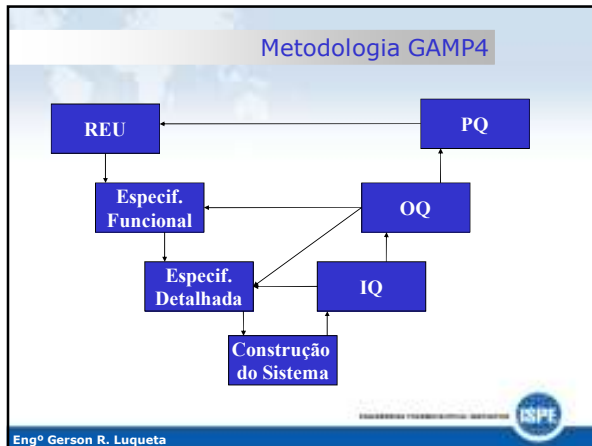 Metodologia GAMP4
REU
PQ
Especif.
Funcional
OQ
Especif.
Detalhada
IQ
Construção
do Sistema
ISPE
Engº Gerson R. Luqueta